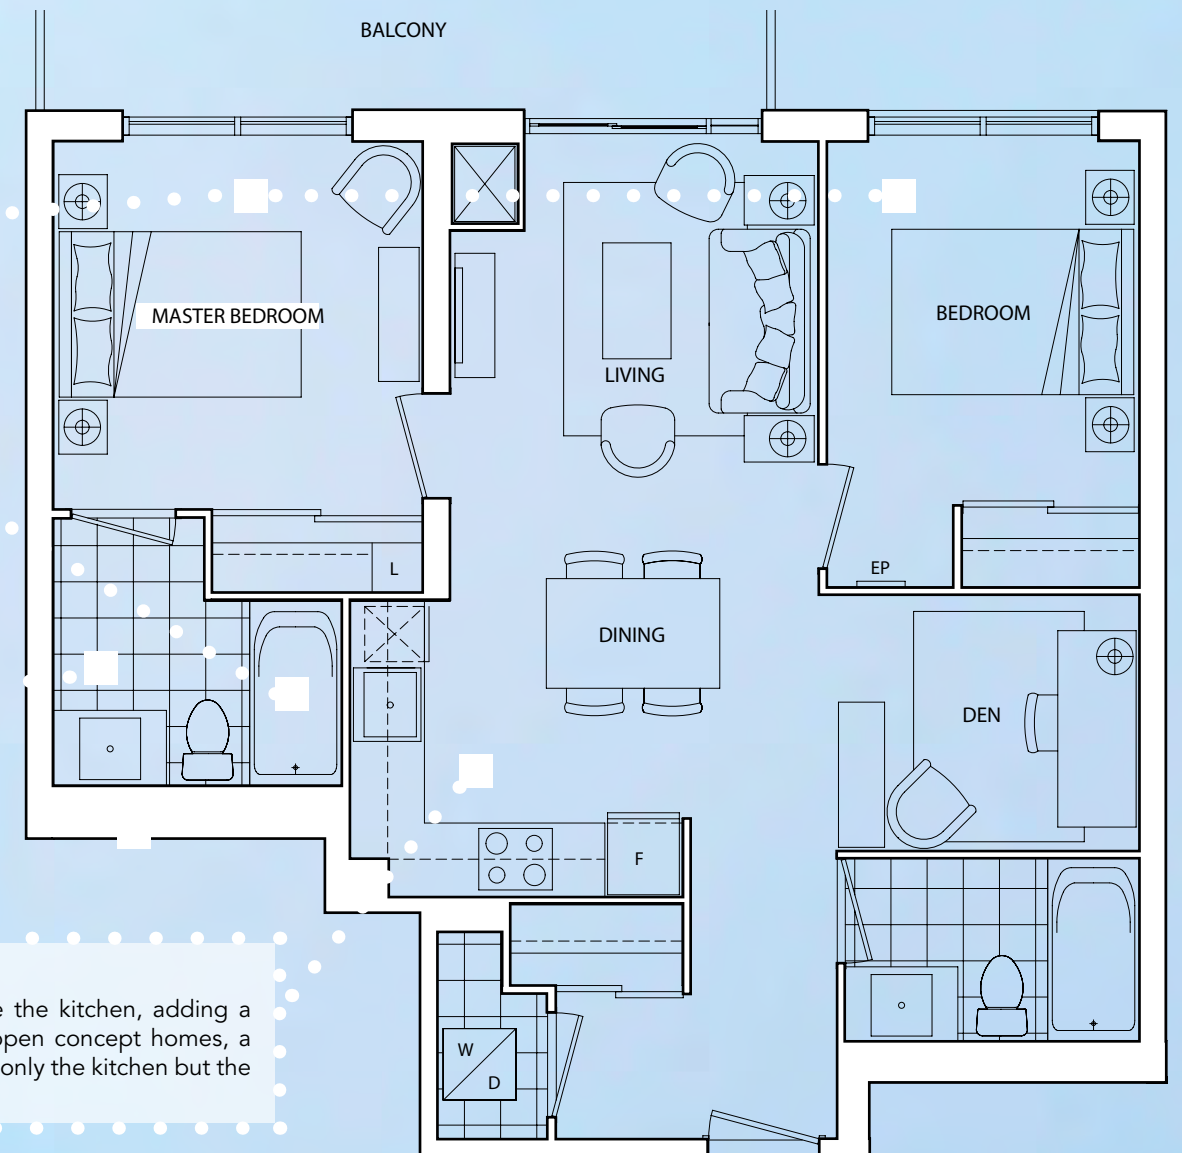 BALCONY
MASTER BEDROOM
LIVING
BEDROOM
L
EP
DINING
DEN
F
W
D
the kitchen, adding a
open concept homes, a
only the kitchen but the